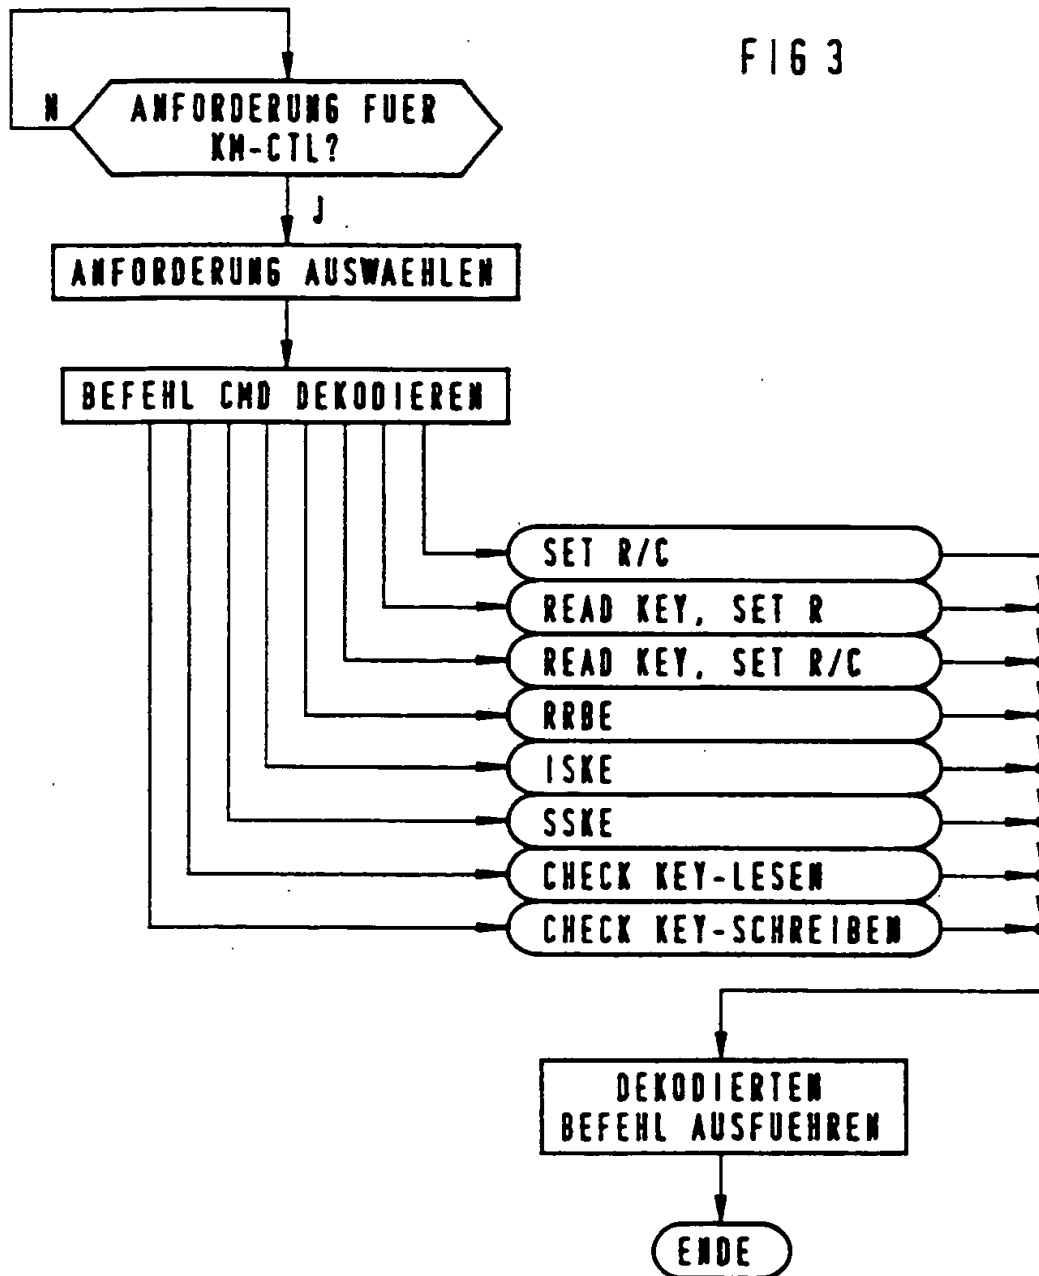 FIG 3
N
ANFORDERUNG FUER
KM-CTL?
J
ANFORDERUNG AUSWAEHLEN
BEFEHL CMD DEKODIEREN
SET R/C
READ KEY, SET R
READ KEY, SET R/C
RRBE
ISKE
SSKE
CHECK KEY-LESEN
CHECK KEY-SCHREIBEN
DEKODIERTEN
BEFEHL AUSFUEHREN
ENDE